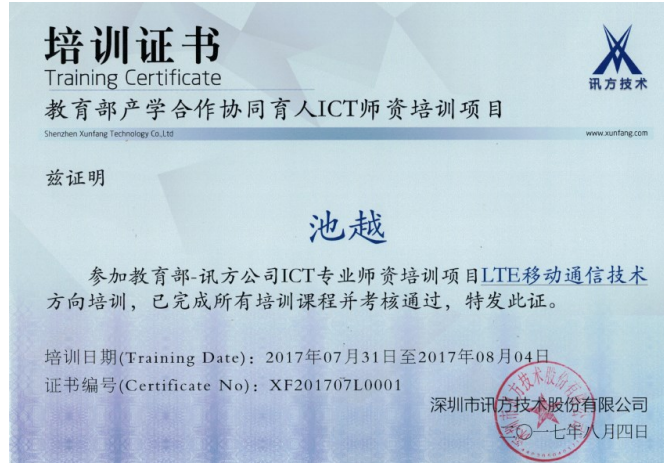 培训证书
Training Certificate
讯方技术
教育部产学合作协同育人ICT师资培训项目
Shenzhen Xunfang Technology Co.,Ltd
www.xunfang.com
兹证明
池越
参加教育部-讯方公司ICT专业师资培训项目LTE移动通信技术
方向培训，已完成所有培训课程并考核通过，特发此证。
培训日期(Training Date)：2017年07月31日至2017年08月04日
证书编号(Certificate No)：XF201707L0001
深圳市讯方技术股份有限公司
二〇一七年八月四日